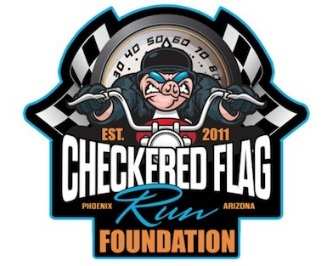 30 40 50 60 70 80
EST. 2011
CHECKERED FLAG
PHOENIX Run ARIZONA
FOUNDATION